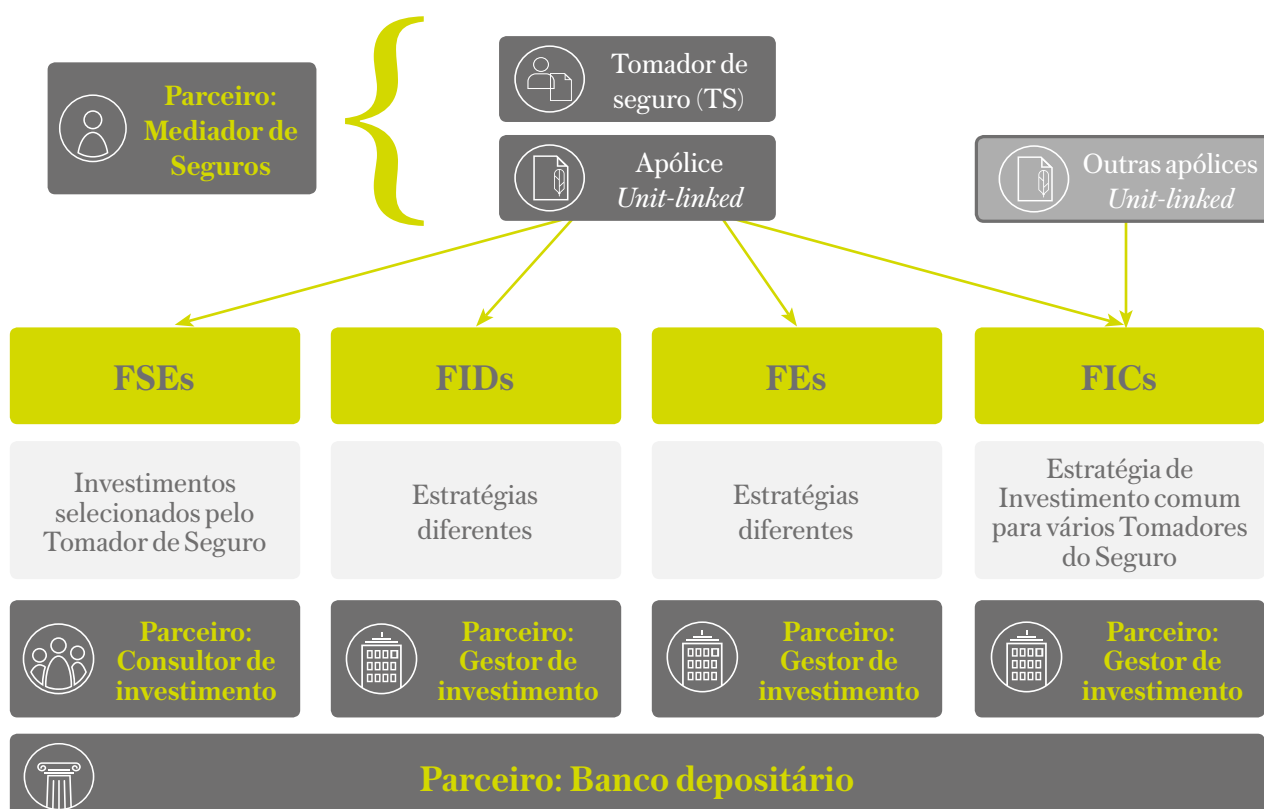 Parceiro:
Mediador de
Seguros
Tomador de
seguro (TS)
Apólice
Unit-linked
Outras apólices
Unit-linked
FSEs
FIDs
FEs
FICs
Investimentos
selecionados pelo
Tomador de Seguro
Estratégias
diferentes
Estratégias
diferentes
Estratégia de
Investimento comum
para vários Tomadores
do Seguro
Parceiro:
Consultor de
investimento
Parceiro:
Gestor de
investimento
Parceiro:
Gestor de
investimento
Parceiro:
Gestor de
investimento
Parceiro: Banco depositário